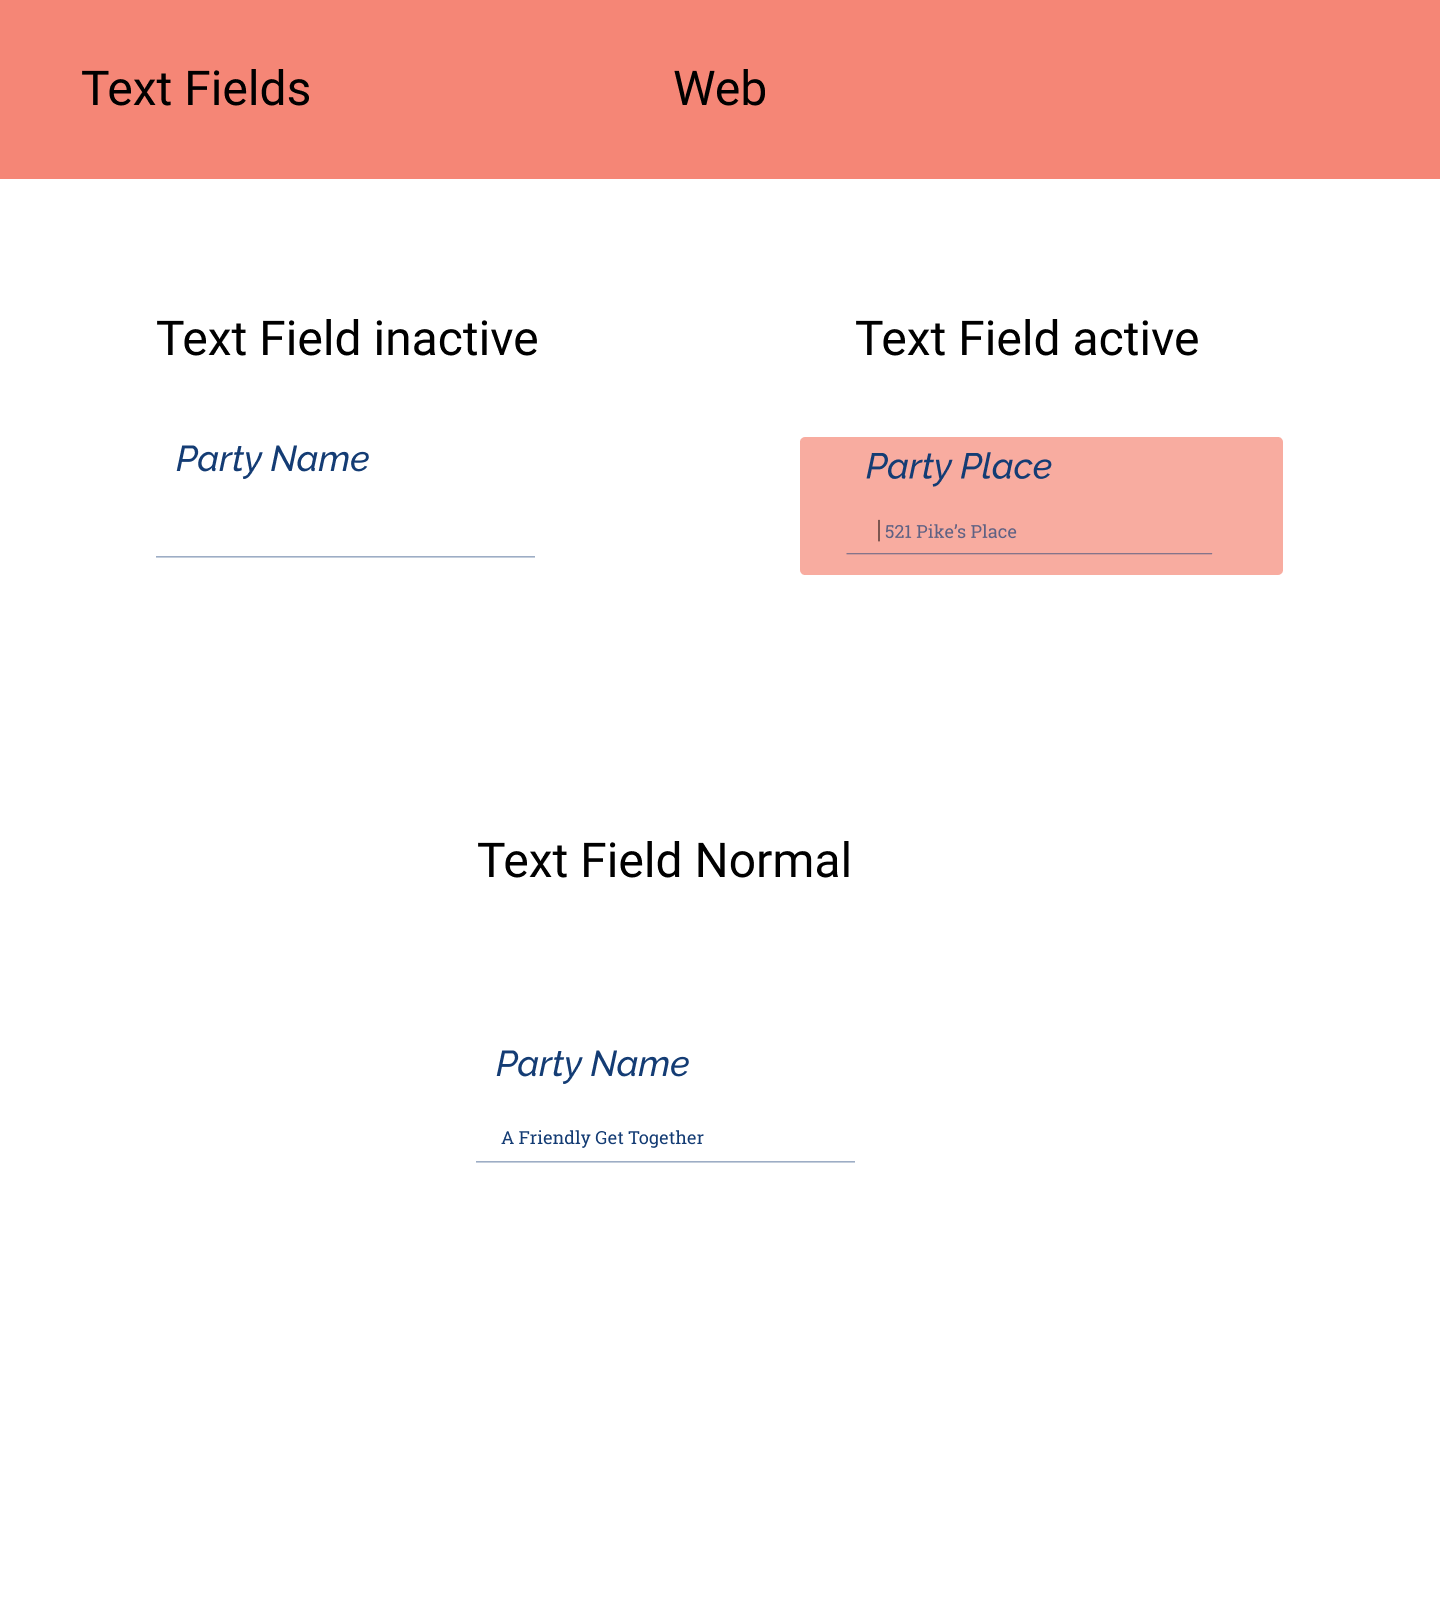 Text Fields
Web
Text Field inactive
Text Field active
Party Name
Party Place
521 Pike’s Place
Text Field Normal
Party Name
A Friendly Get Together